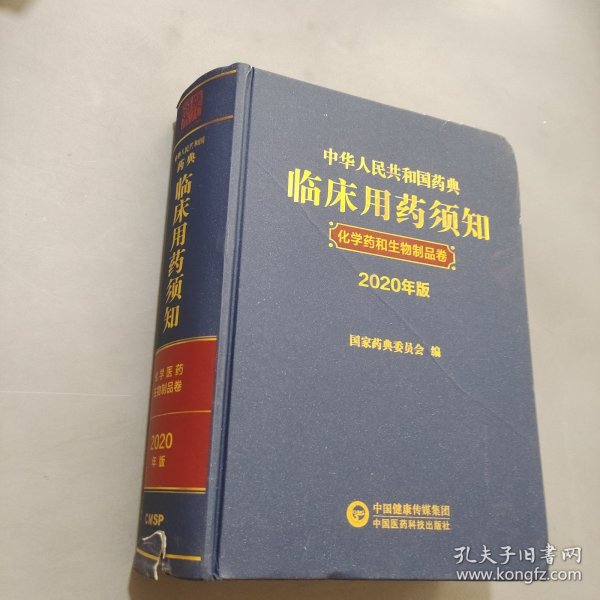 中华人民共和国药典
临床用药须知
化学药和生物制品卷
2020年版
国家药典委员会 编
中国健康传媒集团
中国医药科技出版社
中华人民共和国
药典
临床用药须知
化学医药
生物制品卷
2020
年版
CMSP
孔夫子旧书网
www.kongfz.com